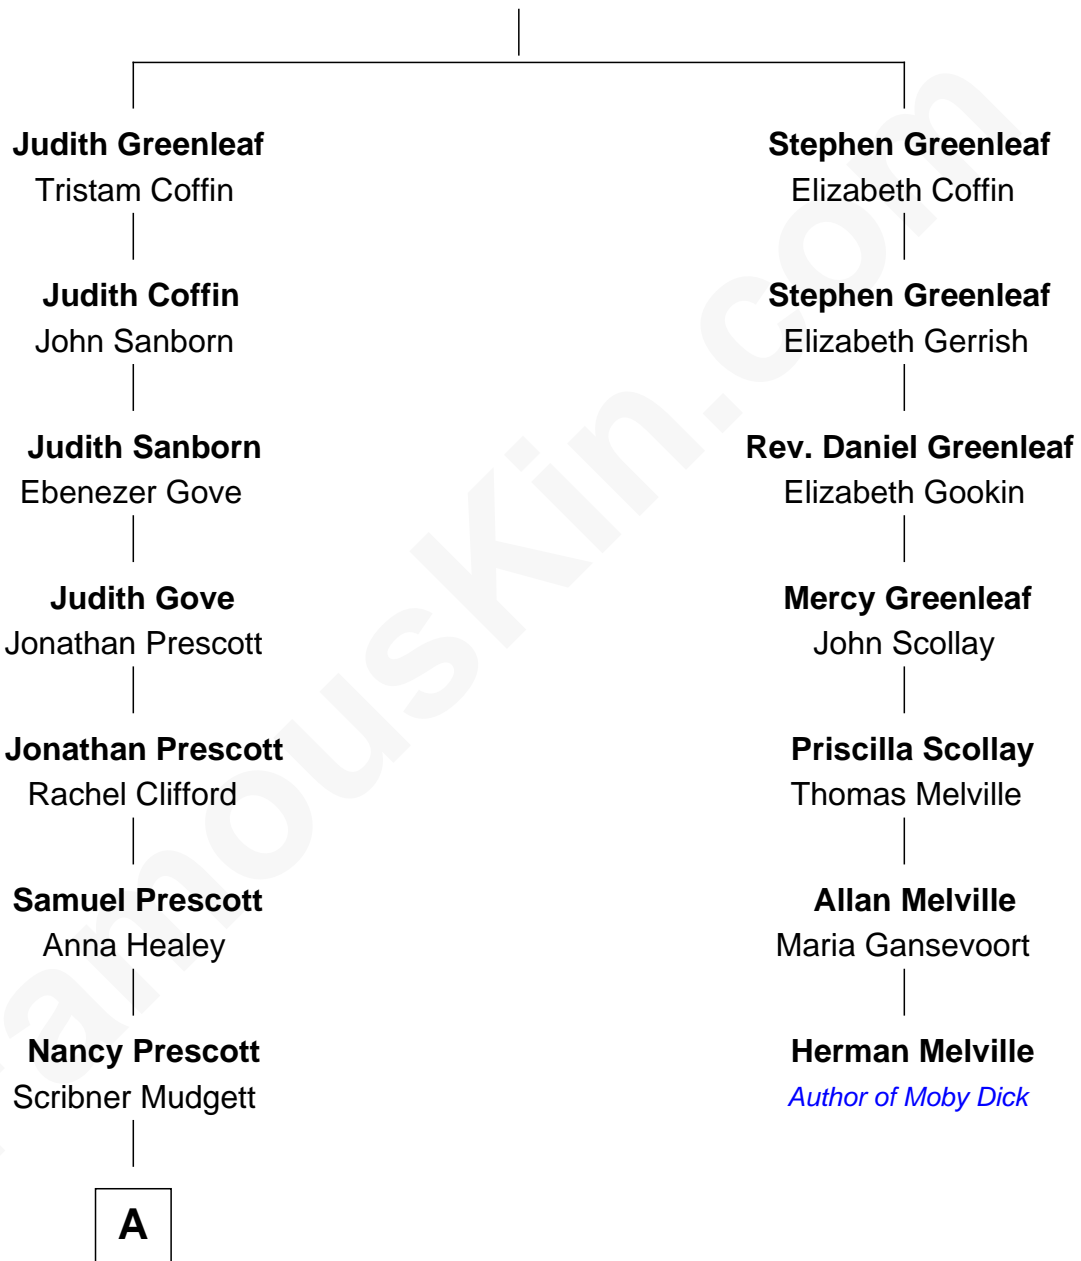 Judith Greenleaf
Tristam Coffin
Judith Coffin
John Sanborn
Judith Sanborn
Ebenezer Gove
Judith Gove
Jonathan Prescott
Jonathan Prescott
Rachel Clifford
Samuel Prescott
Anna Healey
Nancy Prescott
Scribner Mudgett
A
Stephen Greenleaf
Elizabeth Coffin
Stephen Greenleaf
Elizabeth Gerrish
Rev. Daniel Greenleaf
Elizabeth Gookin
Mercy Greenleaf
John Scollay
Priscilla Scollay
Thomas Melville
Allan Melville
Maria Gansevoort
Herman Melville
Author of Moby Dick
FamousKin.com